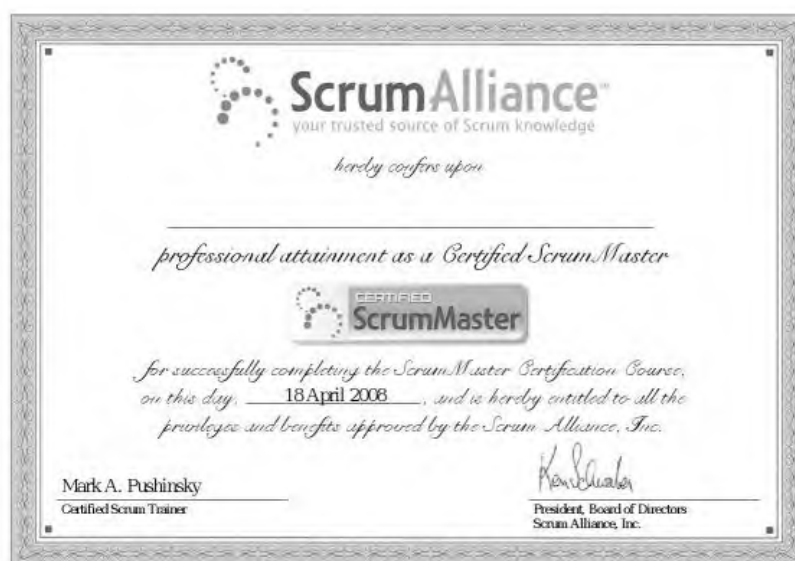 ScrumAlliance™
your trusted source of Scrum knowledge
hereby confers upon
professional attainment as a Certified ScrumMaster
CERTIFIED
ScrumMaster
for successfully completing the ScrumMaster Certification Course,
on this day, 18 April 2008, and is hereby entitled to all the
privileges and benefits approved by the Scrum Alliance, Inc.
Mark A. Pushinsky
Certified Scrum Trainer
Ken Schwaber
President, Board of Directors
Scrum Alliance, Inc.